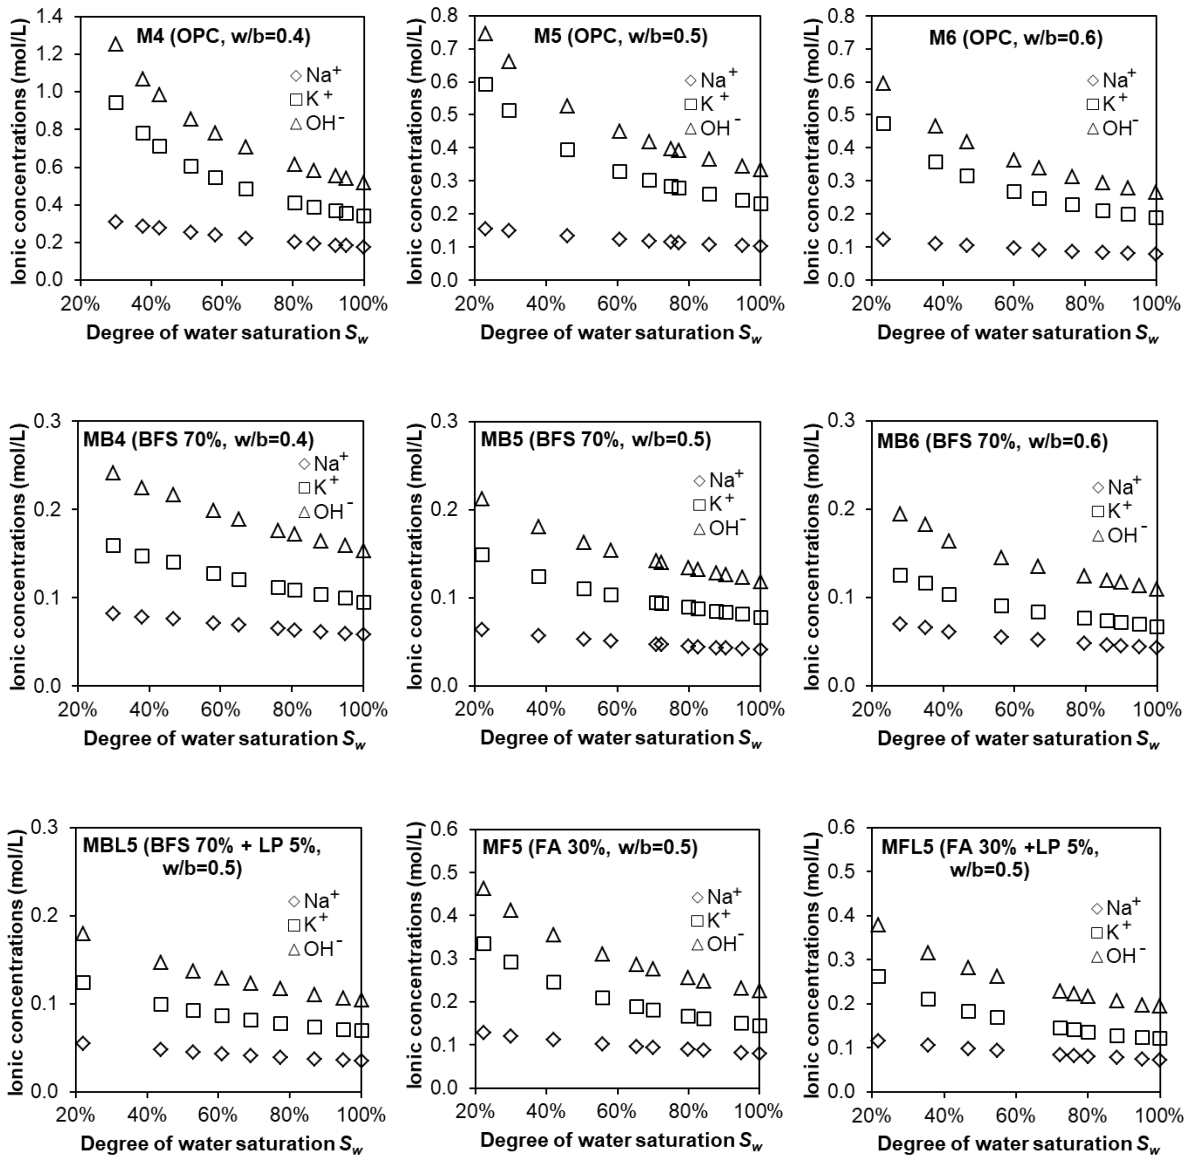 M4 (OPC, w/b=0.4)
Ionic concentrations (mol/L)
1.4
1.2
1.0
0.8
0.6
0.4
0.2
0.0
Na+
K+
OH-
20% 40% 60% 80% 100%
Degree of water saturation Sw
M5 (OPC, w/b=0.5)
Ionic concentrations (mol/L)
0.8
0.7
0.6
0.5
0.4
0.3
0.2
0.1
0.0
Na+
K+
OH-
20% 40% 60% 80% 100%
Degree of water saturation Sw
M6 (OPC, w/b=0.6)
Ionic concentrations (mol/L)
0.8
0.7
0.6
0.5
0.4
0.3
0.2
0.1
0.0
Na+
K+
OH-
20% 40% 60% 80% 100%
Degree of water saturation Sw
MB4 (BFS 70%, w/b=0.4)
Ionic concentrations (mol/L)
0.3
0.2
0.1
0.0
Na+
K+
OH-
20% 40% 60% 80% 100%
Degree of water saturation Sw
MB5 (BFS 70%, w/b=0.5)
Ionic concentrations (mol/L)
0.3
0.2
0.1
0.0
Na+
K+
OH-
20% 40% 60% 80% 100%
Degree of water saturation Sw
MB6 (BFS 70%, w/b=0.6)
Ionic concentrations (mol/L)
0.3
0.2
0.1
0.0
Na+
K+
OH-
20% 40% 60% 80% 100%
Degree of water saturation Sw
MBL5 (BFS 70% + LP 5%,
w/b=0.5)
Ionic concentrations (mol/L)
0.3
0.2
0.1
0.0
Na+
K+
OH-
20% 40% 60% 80% 100%
Degree of water saturation Sw
MF5 (FA 30%, w/b=0.5)
Ionic concentrations (mol/L)
0.6
0.5
0.4
0.3
0.2
0.1
0.0
Na+
K+
OH-
20% 40% 60% 80% 100%
Degree of water saturation Sw
MFL5 (FA 30% +LP 5%,
w/b=0.5)
Ionic concentrations (mol/L)
0.6
0.5
0.4
0.3
0.2
0.1
0.0
Na+
K+
OH-
20% 40% 60% 80% 100%
Degree of water saturation Sw